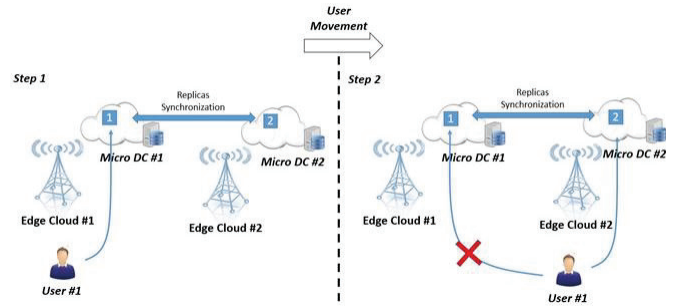 User
Movement
Step 1
Replicas
Synchronization
1
2
Micro DC #1
Micro DC #2
Edge Cloud #1
Edge Cloud #2
User #1
Step 2
Replicas
Synchronization
1
2
Micro DC #1
Micro DC #2
Edge Cloud #1
Edge Cloud #2
User #1